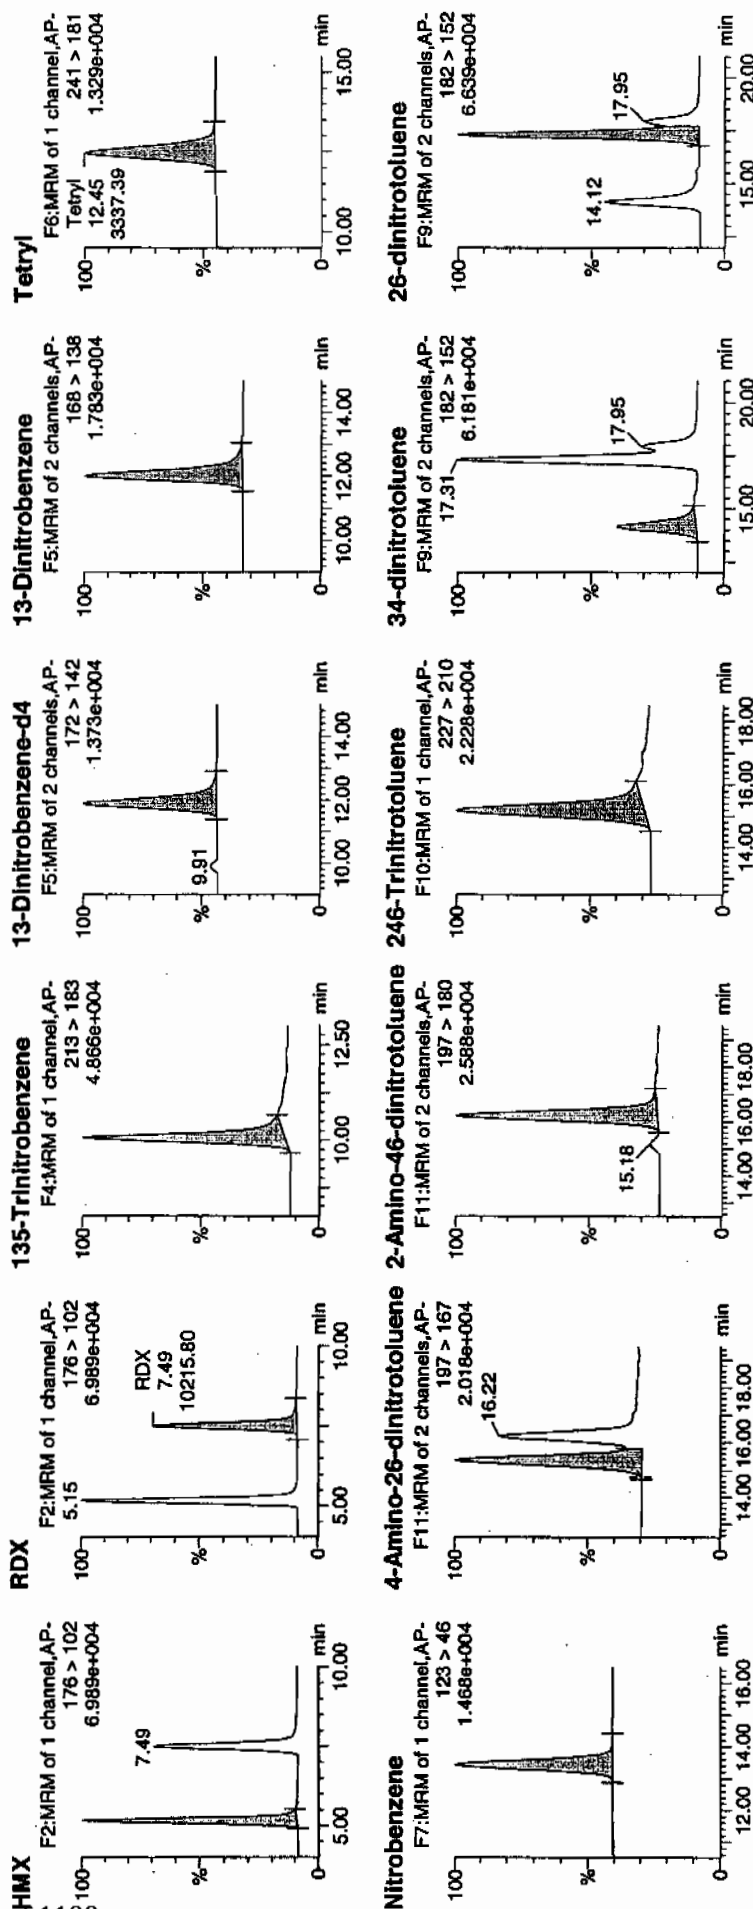 HMX
F2:MRM of 1 channel,AP-
176 > 102
6.989e+004
100
7.49
%
0
5.00
10.00
min
RDX
F2:MRM of 1 channel,AP-
176 > 102
6.989e+004
100
5.15
RDX
7.49
10215.80
%
0
5.00
10.00
min
135-Trinitrobenzene
F4:MRM of 1 channel,AP-
213 > 183
4.866e+004
100
%
0
10.00
12.50
min
13-Dinitrobenzene-d4
F5:MRM of 2 channels,AP-
172 > 142
1.373e+004
100
9.91
%
0
10.00
12.00
14.00
min
13-Dinitrobenzene
F5:MRM of 2 channels,AP-
168 > 138
1.783e+004
100
%
0
10.00
12.00
14.00
min
Tetryl
F6:MRM of 1 channel,AP-
241 > 181
1.329e+004
100
Tetryl
12.45
3337.39
%
0
10.00
15.00
min
Nitrobenzene
F7:MRM of 1 channel,AP-
123 > 46
1.468e+004
100
%
0
12.00
14.00
16.00
min
4-Amino-26-dinitrotoluene
F11:MRM of 2 channels,AP-
197 > 167
2.018e+004
100
16.22
%
0
14.00
16.00
18.00
min
2-Amino-46-dinitrotoluene
F11:MRM of 2 channels,AP-
197 > 180
2.588e+004
100
15.18
%
0
14.00
16.00
18.00
min
246-Trinitrotoluene
F10:MRM of 1 channel,AP-
227 > 210
2.228e+004
100
%
0
14.00
16.00
18.00
min
34-dinitrotoluene
F9:MRM of 2 channels,AP-
182 > 152
6.181e+004
100
17.31
17.95
%
0
15.00
20.00
min
26-dinitrotoluene
F9:MRM of 2 channels,AP-
182 > 152
6.639e+004
100
14.12
17.95
%
0
15.00
20.00
min